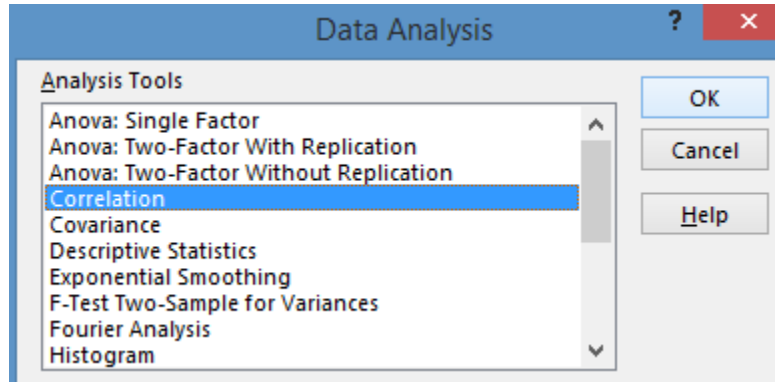 Data Analysis
?
Analysis Tools
OK
Anova: Single Factor
Anova: Two-Factor With Replication
Cancel
Anova: Two-Factor Without Replication
Correlation
Help
Covariance
Descriptive Statistics
Exponential Smoothing
F-Test Two-Sample for Variances
Fourier Analysis
Histogram